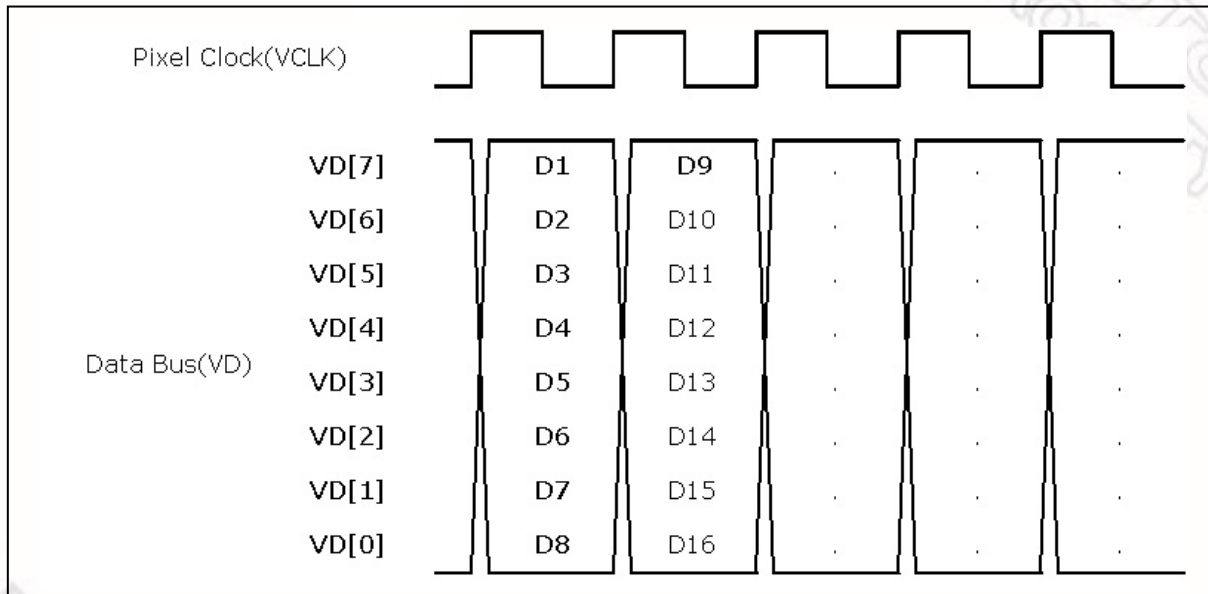 Pixel Clock(VCLK)
VD[7] D1 D9 . . .
VD[6] D2 D10 . . .
VD[5] D3 D11 . . .
VD[4] D4 D12 . . .
Data Bus(VD)
VD[3] D5 D13 . . .
VD[2] D6 D14 . . .
VD[1] D7 D15 . . .
VD[0] D8 D16 . . .